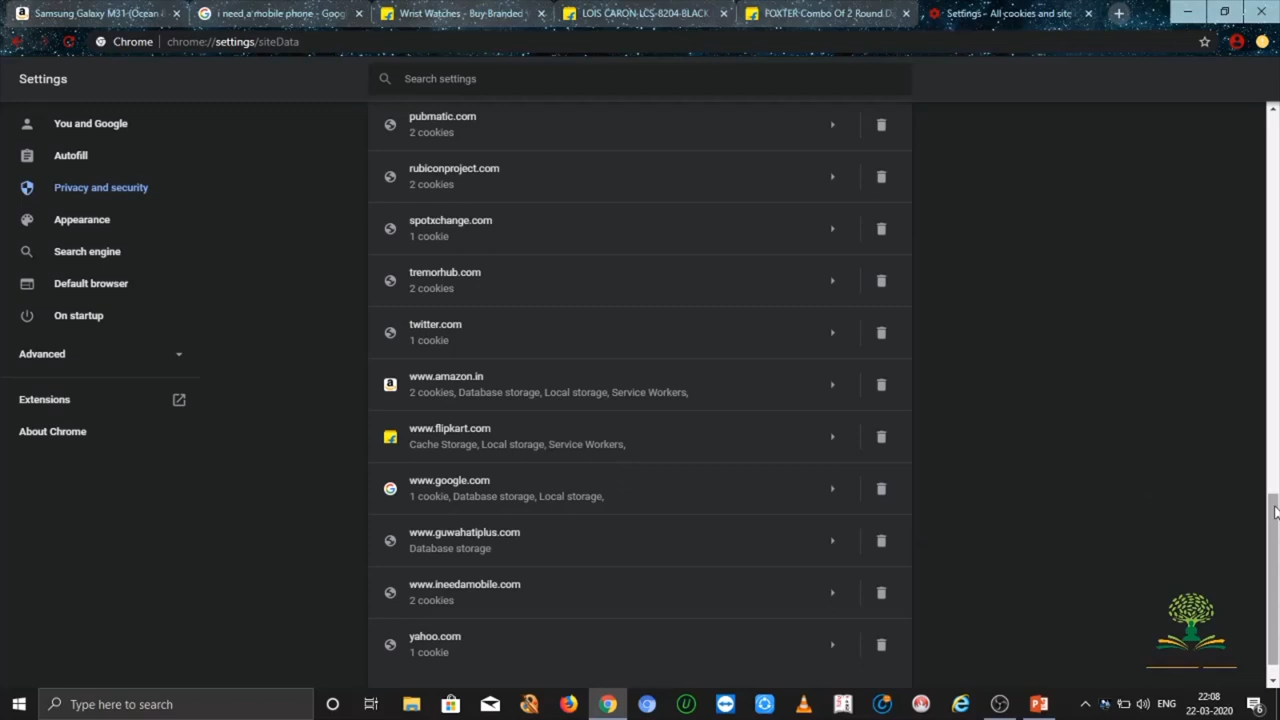 Samsung Galaxy M31 (Ocean
i need a mobile phone - Goog
Wrist Watches - Buy Branded
LOIS CARON LCS-8204-BLACK
FOXTER Combo Of 2 Round D
Settings - All cookies and site
Chrome
chrome://settings/siteData
Settings
Search settings
You and Google
Autofill
Privacy and security
Appearance
Search engine
Default browser
On startup
Advanced
Extensions
About Chrome
pubmatic.com
2 cookies
rubiconproject.com
2 cookies
spotxchange.com
1 cookie
tremorhub.com
2 cookies
twitter.com
1 cookie
www.amazon.in
2 cookies, Database storage, Local storage, Service Workers,
www.flipkart.com
Cache Storage, Local storage, Service Workers,
www.google.com
1 cookie, Database storage, Local storage,
www.guwahatiplus.com
Database storage
www.ineedamobile.com
2 cookies
yahoo.com
1 cookie
Type here to search
ENG
22:08
22-03-2020
6